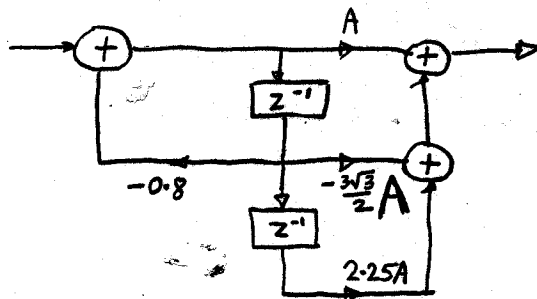 A
+
+
z⁻¹
+
-0.8
-3√3/2 A
z⁻¹
2.25A